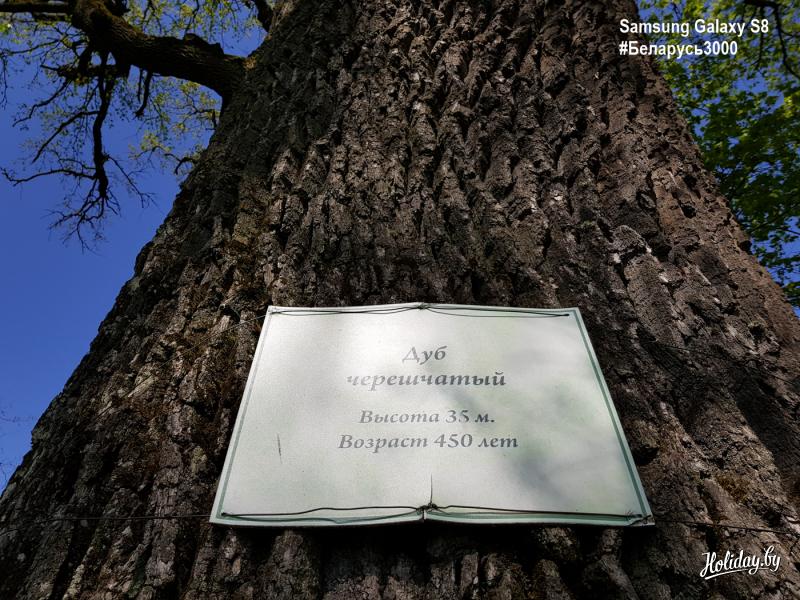 Samsung Galaxy S8
#Беларусь3000
Дуб
черешчатый
Высота 35 м.
Возраст 450 лет
Holiday.by